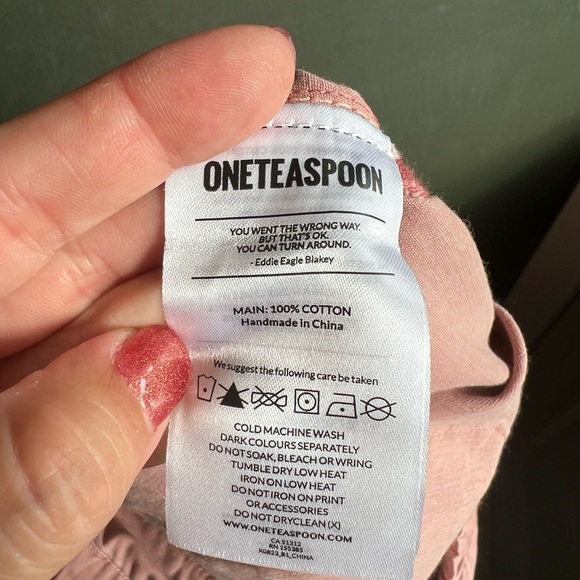 ONETEASPOON
YOU WENT THE WRONG WAY.
BUT THAT'S OK.
YOU CAN TURN AROUND.
- Eddie Eagle Blakey
MAIN: 100% COTTON
Handmade in China
We suggest the following care be taken
COLD MACHINE WASH
DARK COLOURS SEPARATELY
DO NOT SOAK, BLEACH OR WRING
TUMBLE DRY LOW HEAT
IRON ON LOW HEAT
DO NOT IRON ON PRINT
OR ACCESSORIES
DO NOT DRYCLEAN (X)
WWW.ONETEASPOON.COM
CA 51312
RN 155385
X0822_81_CHINA